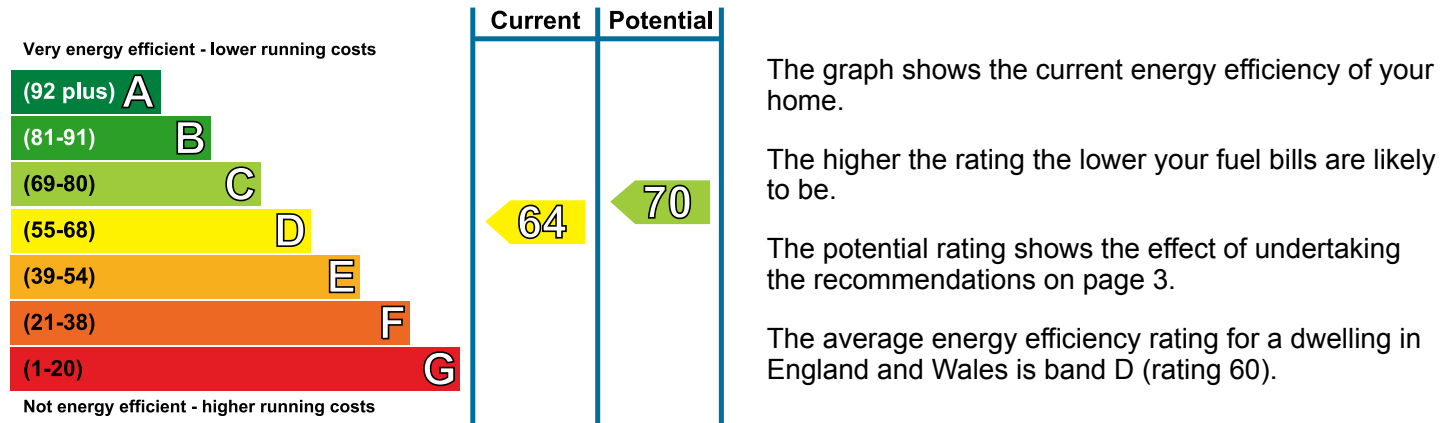 Current Potential
Very energy efficient - lower running costs
(92 plus) A
(81-91) B
(69-80) C
(55-68) D
(39-54) E
(21-38) F
(1-20) G
Not energy efficient - higher running costs
64
70
The graph shows the current energy efficiency of your
home.
The higher the rating the lower your fuel bills are likely
to be.
The potential rating shows the effect of undertaking
the recommendations on page 3.
The average energy efficiency rating for a dwelling in
England and Wales is band D (rating 60).